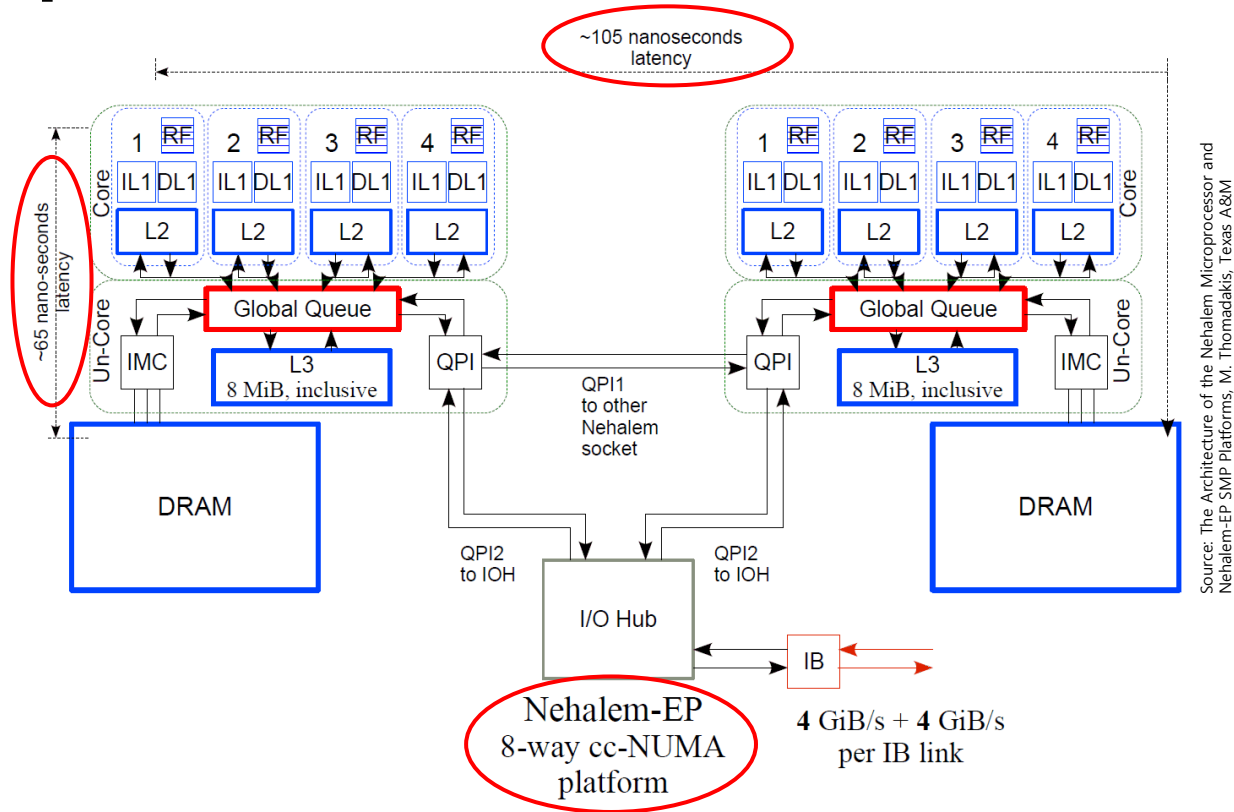 ~105 nanoseconds
latency
~65 nano-seconds
latency
Core
1
RF
2
RF
3
RF
4
RF
IL1
DL1
IL1
DL1
IL1
DL1
IL1
DL1
L2
L2
L2
L2
Un-Core
Global Queue
IMC
L3
8 MiB, inclusive
QPI
DRAM
1
RF
2
RF
3
RF
4
RF
Core
IL1
DL1
IL1
DL1
IL1
DL1
IL1
DL1
L2
L2
L2
L2
Global Queue
Un-Core
QPI
L3
8 MiB, inclusive
IMC
DRAM
QPI1
to other
Nehalem
socket
QPI2
to IOH
QPI2
to IOH
I/O Hub
IB
Nehalem-EP
8-way cc-NUMA
platform
4 GiB/s + 4 GiB/s
per IB link
Source: The Architecture of the Nehalem Microprocessor and
Nehalem-EP SMP Platforms, M. Thomadakis, Texas A&M